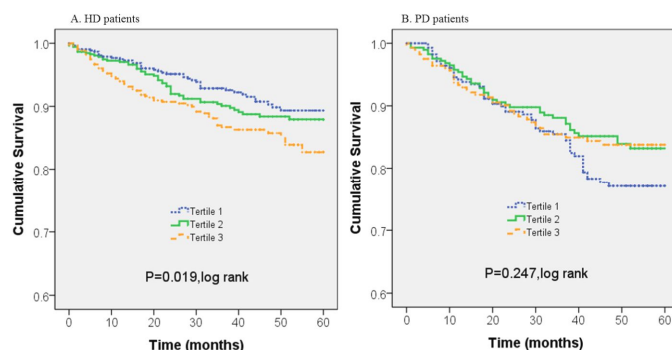 A. HD patients
B. PD patients
1.0
0.9
0.8
0.7
0.6
Cumulative Survival
Tertile 1
Tertile 2
Tertile 3
P=0.019,log rank
0 10 20 30 40 50 60
Time (months)
1.0
0.9
0.8
0.7
0.6
Cumulative Survival
Tertile 1
Tertile 2
Tertile 3
P=0.247,log rank
0 10 20 30 40 50 60
Time (months)